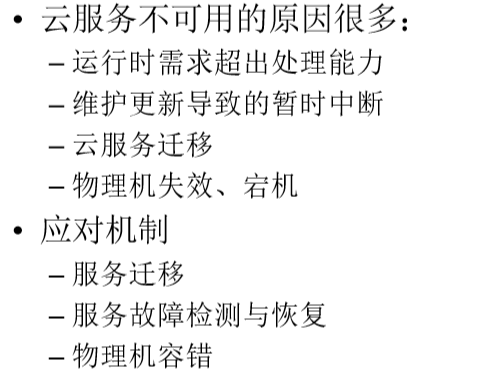 • 云服务不可用的原因很多：
– 运行时需求超出处理能力
– 维护更新导致的暂时中断
– 云服务迁移
– 物理机失效、宕机
• 应对机制
– 服务迁移
– 服务故障检测与恢复
– 物理机容错